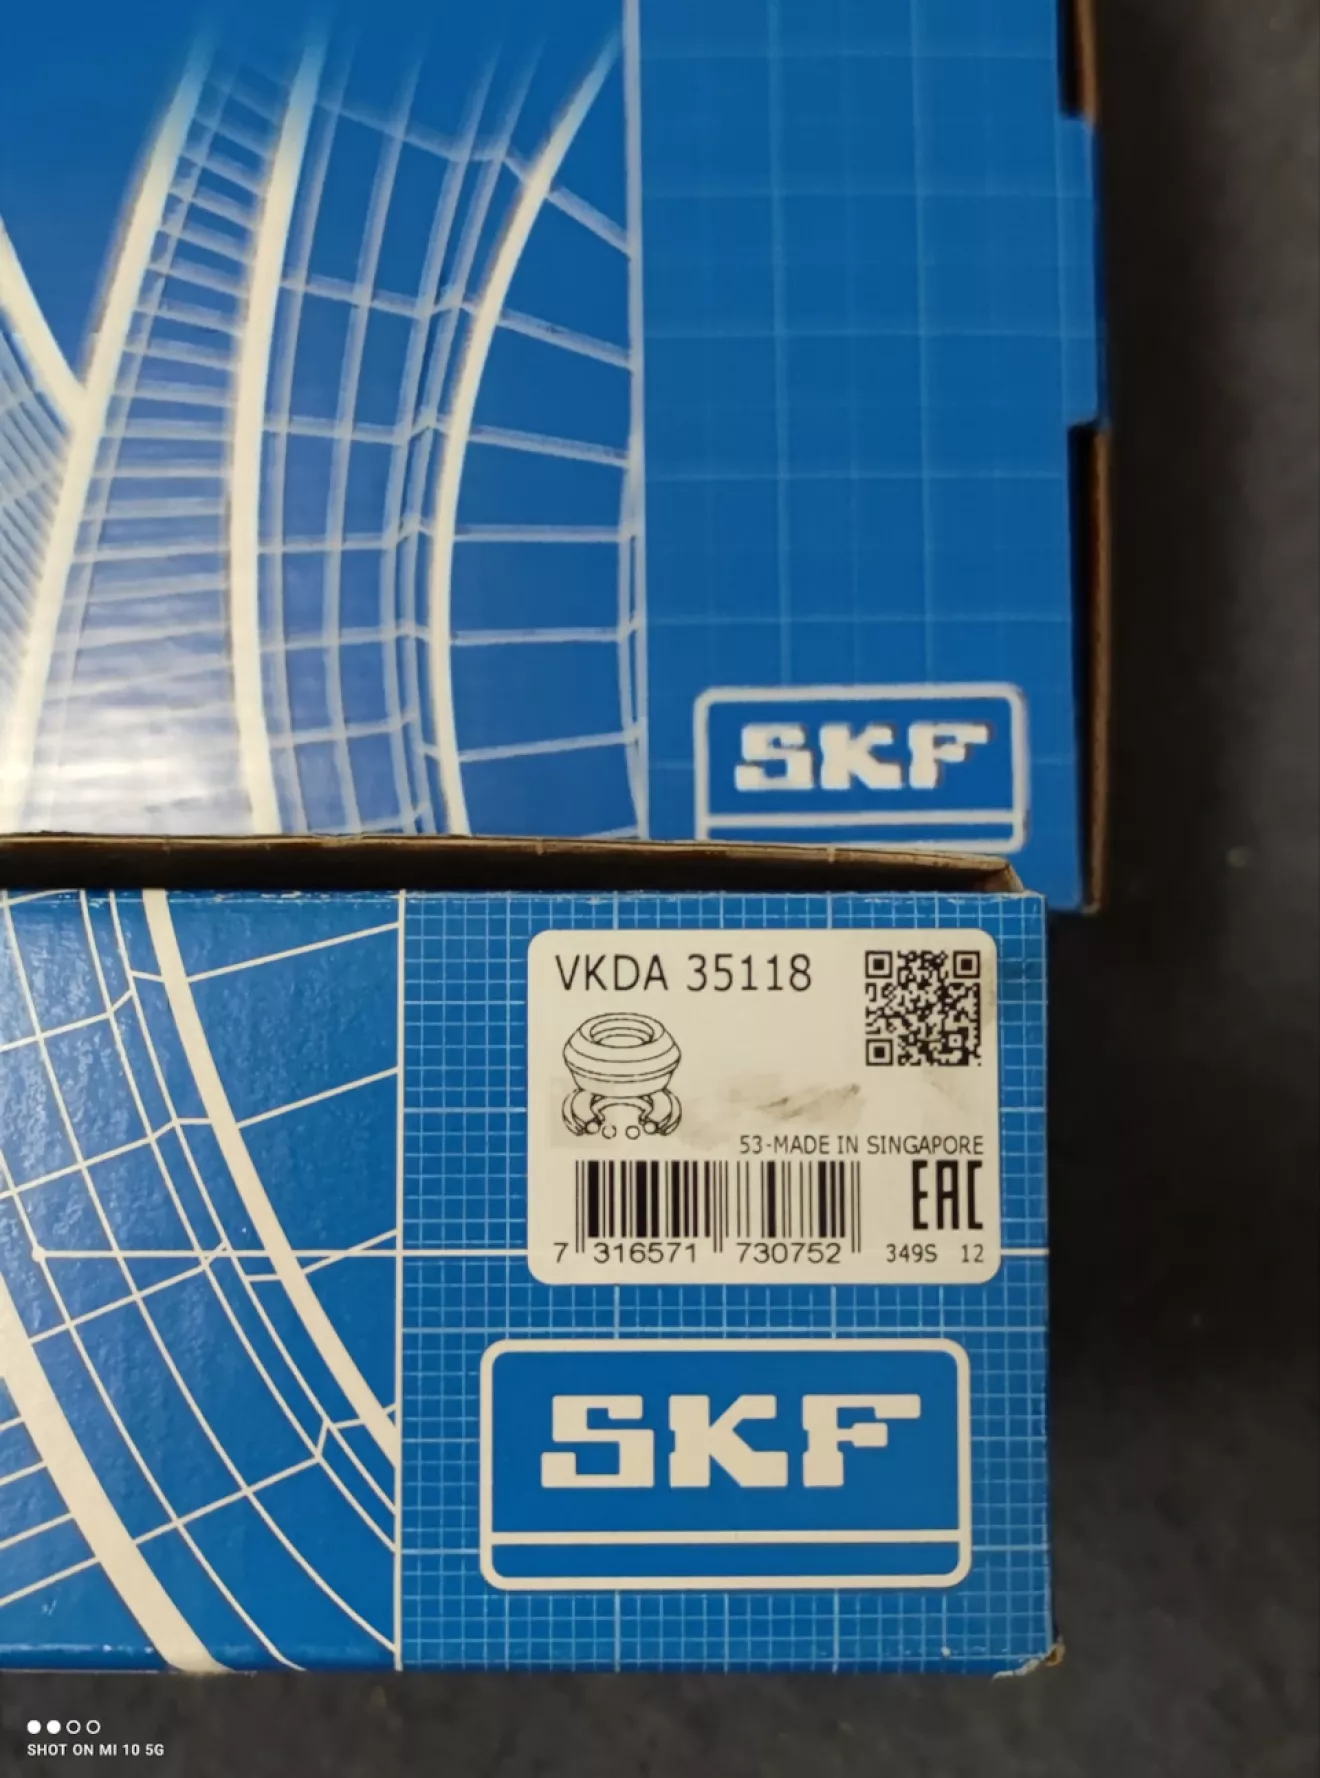 SKF
VKDA 35118
53-MADE IN SINGAPORE
EAC
7 316571 730752
349S 12
SKF
SHOT ON MI 10 5G